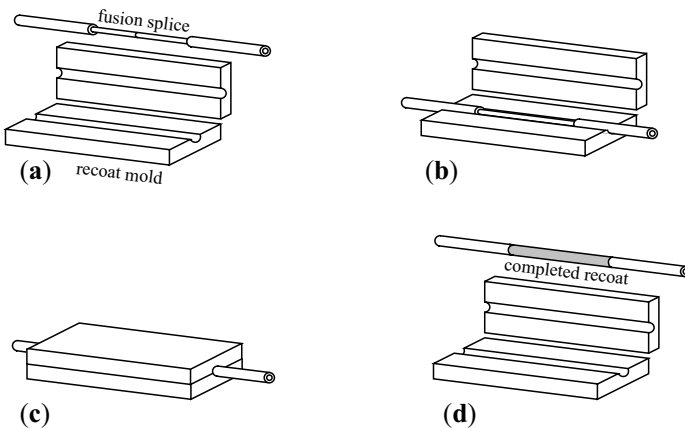 fusion splice
recoat mold
(a)
(b)
completed recoat
(c)
(d)